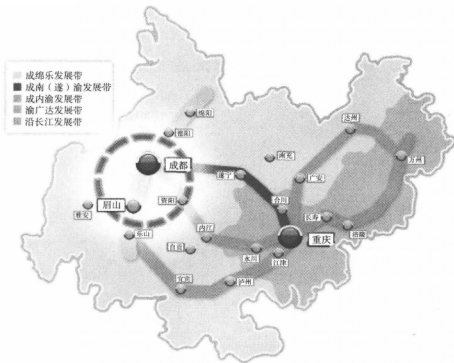 成绵乐发展带
成南（遂）渝发展带
成内渝发展带
渝广达发展带
沿长江发展带
绵阳
德阳
达州
成都
南充
万州
遂宁
广安
眉山
资阳
合川
雅安
长寿
乐山
内江
重庆
涪陵
自贡
永川
江津
宜宾
泸州